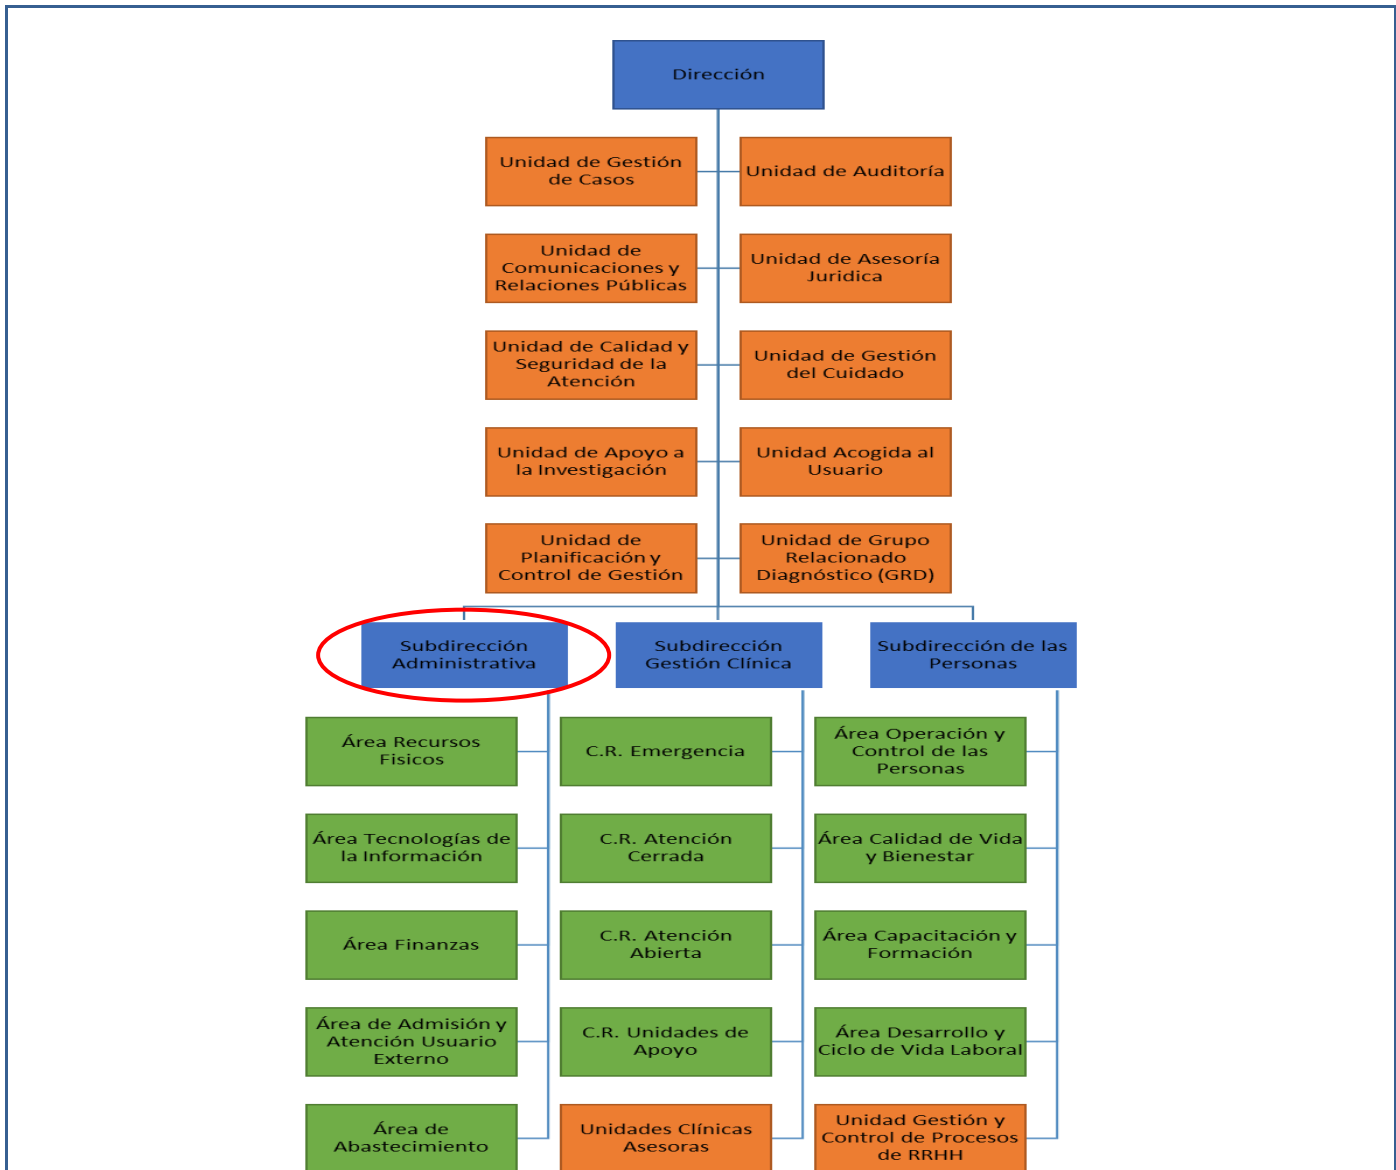 Dirección
Unidad de Gestión
de Casos
Unidad de Auditoría
Unidad de
Comunicaciones y
Relaciones Públicas
Unidad de Asesoría
Juridica
Unidad de Calidad y
Seguridad de la
Atención
Unidad de Gestión
del Cuidado
Unidad de Apoyo a
la Investigación
Unidad Acogida al
Usuario
Unidad de
Planificación y
Control de Gestión
Unidad de Grupo
Relacionado
Diagnóstico (GRD)
Subdirección
Administrativa
Subdirección
Gestión Clínica
Subdirección de las
Personas
Área Recursos
Fisicos
C.R. Emergencia
Área Operación y
Control de las
Personas
Área Tecnologías de
la Información
C.R. Atención
Cerrada
Área Calidad de Vida
y Bienestar
Área Finanzas
C.R. Atención
Abierta
Área Capacitación y
Formación
Área de Admisión y
Atención Usuario
Externo
C.R. Unidades de
Apoyo
Área Desarrollo y
Ciclo de Vida Laboral
Área de
Abastecimiento
Unidades Clínicas
Asesoras
Unidad Gestión y
Control de Procesos
de RRHH